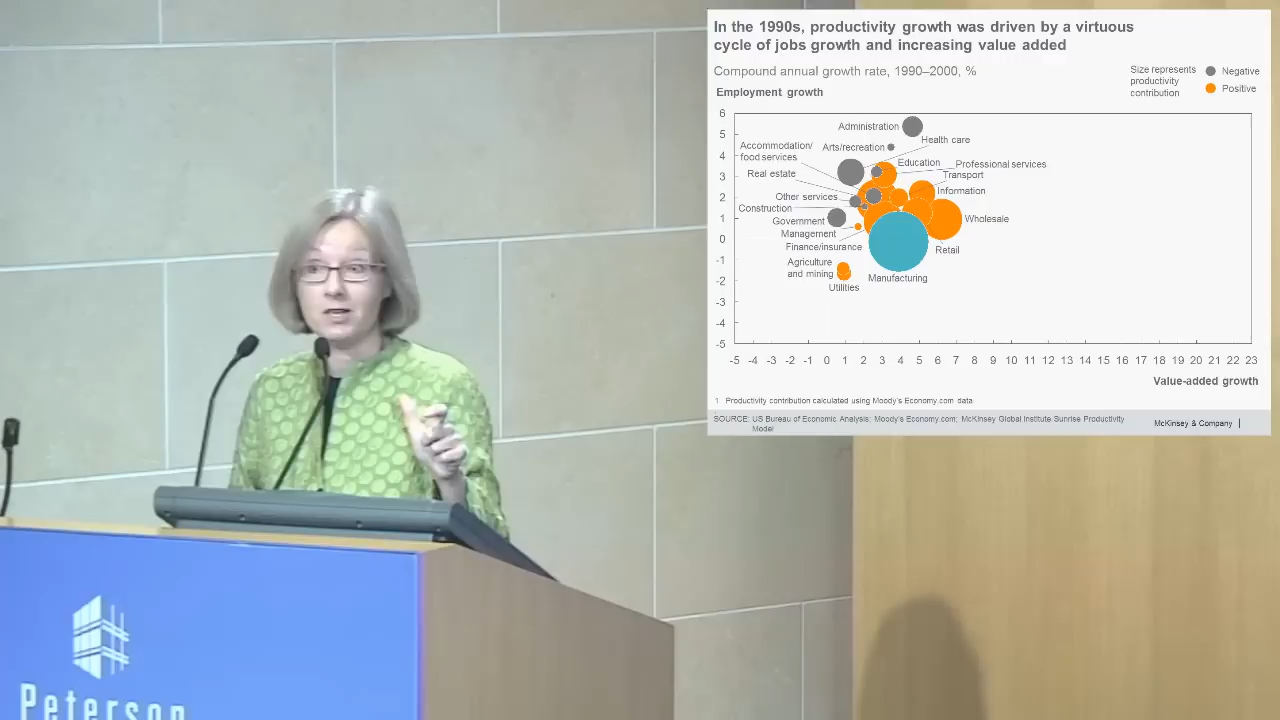 In the 1990s, productivity growth was driven by a virtuous
cycle of jobs growth and increasing value added
Compound annual growth rate, 1990–2000, %
Size represents
productivity
contribution
Negative
Positive
Employment growth
6
5
4
3
2
1
0
-1
-2
-3
-4
-5
Administration
Health care
Accommodation/
food services
Arts/recreation
Education
Professional services
Real estate
Transport
Other services
Information
Construction
Government
Wholesale
Management
Finance/insurance
Retail
Agriculture
and mining
Manufacturing
Utilities
-5 -4 -3 -2 -1 0 1 2 3 4 5 6 7 8 9 10 11 12 13 14 15 16 17 18 19 20 21 22 23
Value-added growth
1 Productivity contribution calculated using Moody's Economy.com data
SOURCE: US Bureau of Economic Analysis; Moody's Economy.com; McKinsey Global Institute Sunrise Productivity
Model
McKinsey & Company |
Peterson